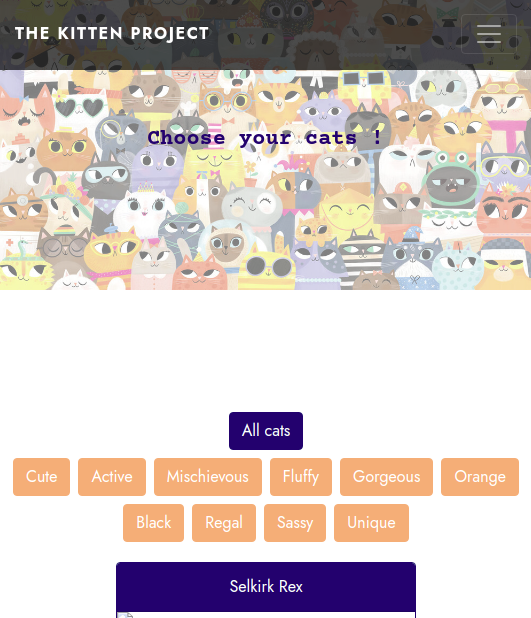 THE KITTEN PROJECT
Choose your cats !
All cats
Cute Active Mischievous Fluffy Gorgeous Orange
Black Regal Sassy Unique
Selkirk Rex